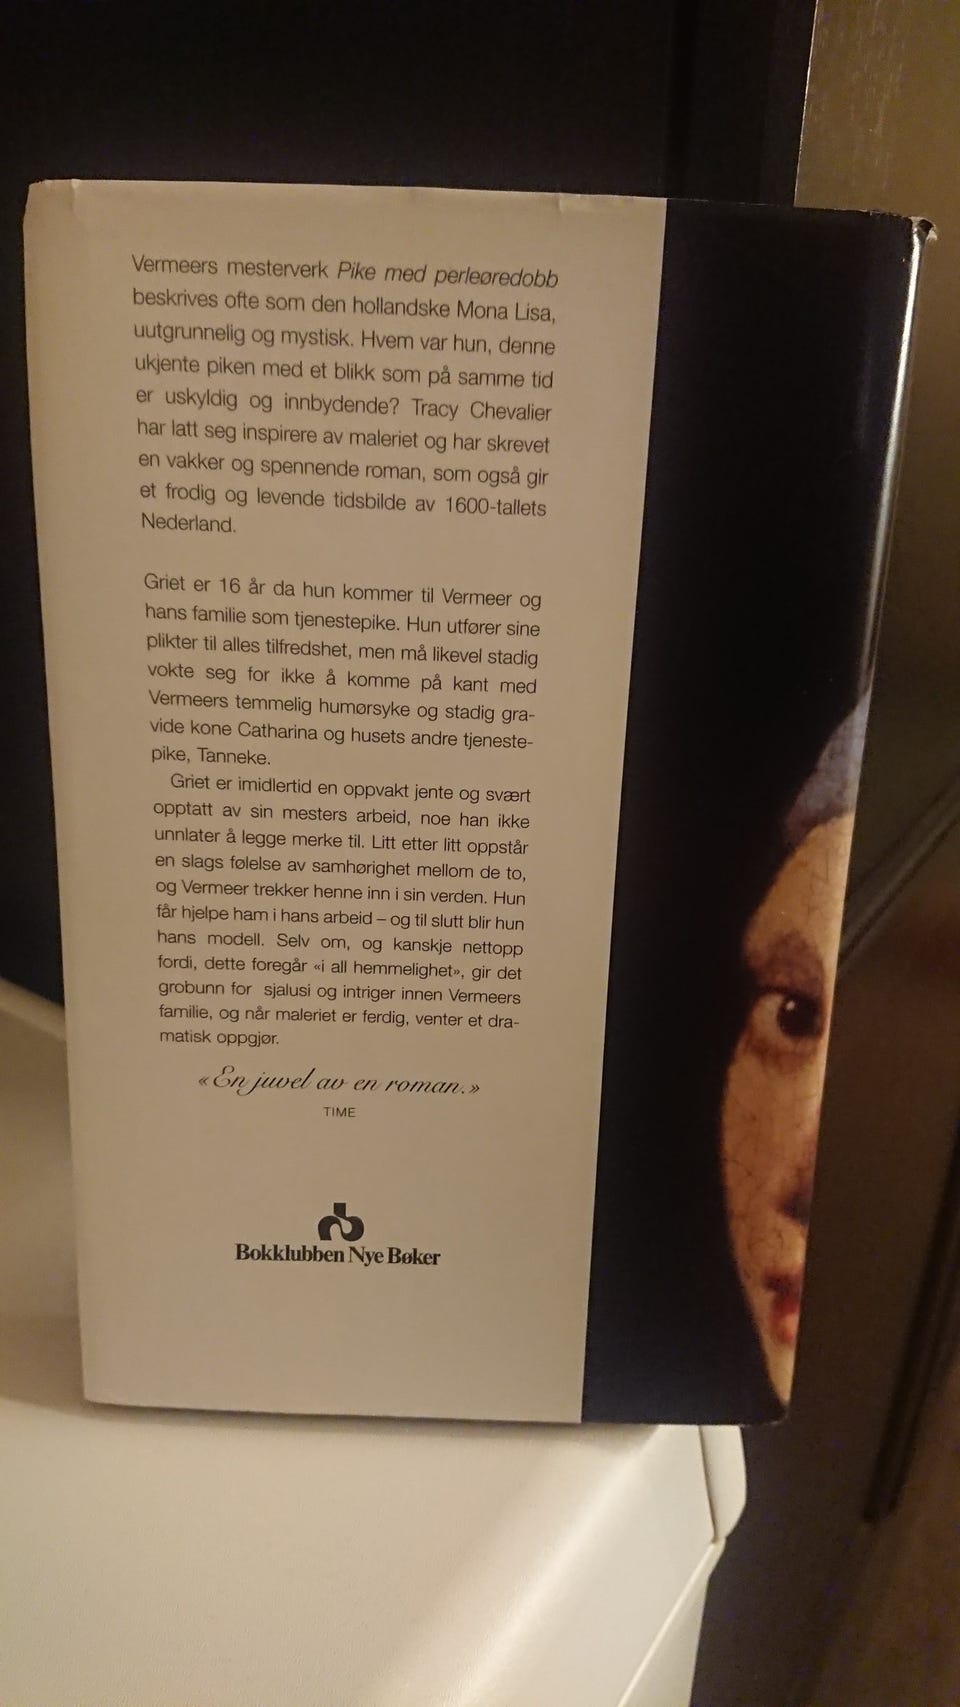 Vermeers mesterverk Pike med perleøredobb
beskrives ofte som den hollandske Mona Lisa,
uutgrunnelig og mystisk. Hvem var hun, denne
ukjente piken med et blikk som på samme tid
er uskyldig og innbydende? Tracy Chevalier
har latt seg inspirere av maleriet og har skrevet
en vakker og spennende roman, som også gir
et frodig og levende tidsbilde av 1600-tallets
Nederland.
Griet er 16 år da hun kommer til Vermeer og
hans familie som tjenestepike. Hun utfører sine
plikter til alles tilfredshet, men må likevel stadig
vokte seg for ikke å komme på kant med
Vermeers temmelig humørsyke og stadig gra-
vide kone Catharina og husets andre tjeneste-
pike, Tanneke.
Griet er imidlertid en oppvakt jente og svært
opptatt av sin mesters arbeid, noe han ikke
unnlater å legge merke til. Litt etter litt oppstår
en slags følelse av samhørighet mellom de to,
og Vermeer trekker henne inn i sin verden. Hun
får hjelpe ham i hans arbeid – og til slutt blir hun
hans modell. Selv om, og kanskje nettopp
fordi, dette foregår «i all hemmelighet», gir det
grobunn for sjalusi og intriger innen Vermeers
familie, og når maleriet er ferdig, venter et dra-
matisk oppgjør.
«En juvel av en roman.»
TIME
Bokklubben Nye Bøker